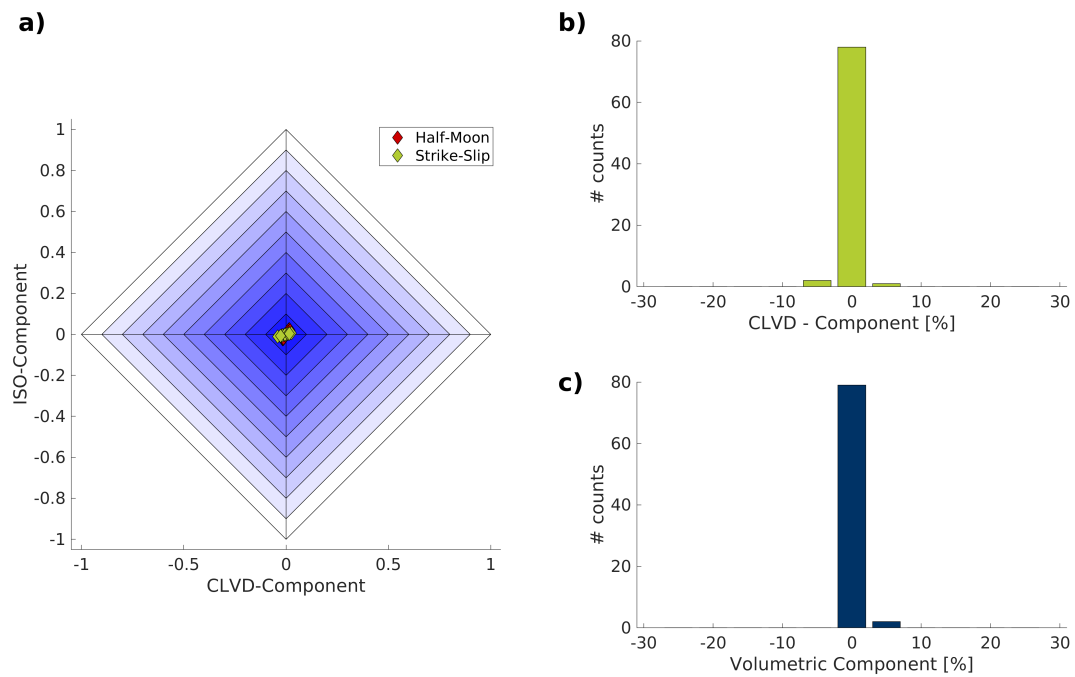 a)
1
0.8
0.6
0.4
0.2
0
-0.2
-0.4
-0.6
-0.8
-1
ISO-Component
-1 -0.5 0 0.5 1
CLVD-Component
Half-Moon
Strike-Slip
b)
80
60
40
20
0
# counts
-30 -20 -10 0 10 20 30
CLVD - Component [%]
c)
80
60
40
20
0
# counts
-30 -20 -10 0 10 20 30
Volumetric Component [%]